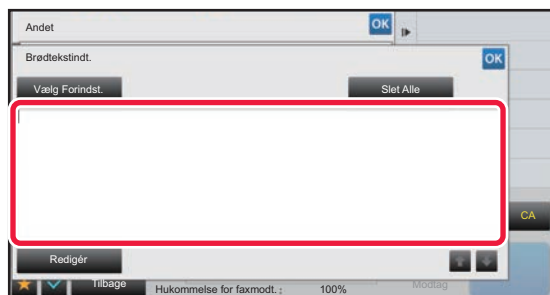 Andet OK
Brødtekstindt. OK
Vælg Forindst. Slet Alle
CA
Redigér
Tilbage Hukommelse for faxmodt. : 100% Modtag